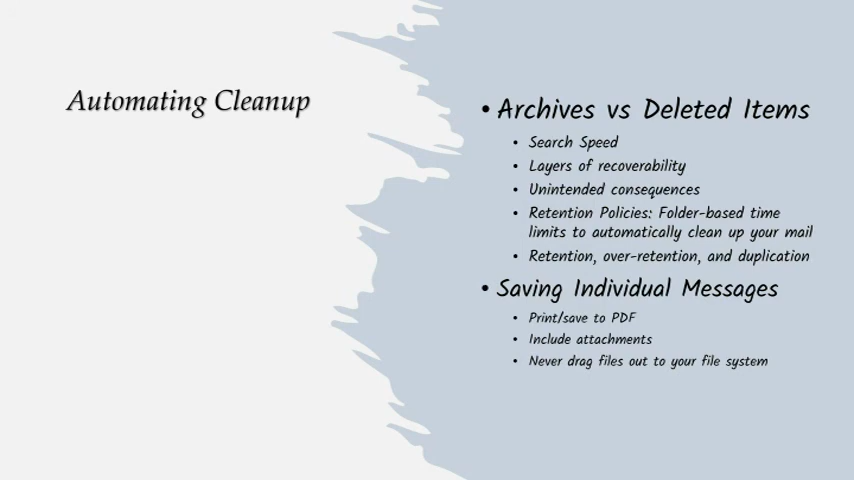 Automating Cleanup
• Archives vs Deleted Items
• Search Speed
• Layers of recoverability
• Unintended consequences
• Retention Policies: Folder-based time
limits to automatically clean up your mail
• Retention, over-retention, and duplication
• Saving Individual Messages
• Print/save to PDF
• Include attachments
• Never drag files out to your file system